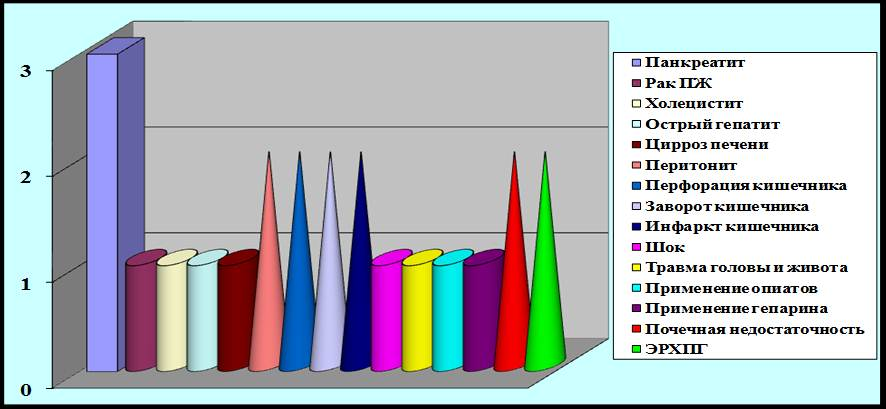 3
2
1
0
Панкреатит
Рак ПЖ
Холецистит
Острый гепатит
Цирроз печени
Перитонит
Перфорация кишечника
Заворот кишечника
Инфаркт кишечника
Шок
Травма головы и живота
Применение опиатов
Применение гепарина
Почечная недостаточность
ЭРХПГ